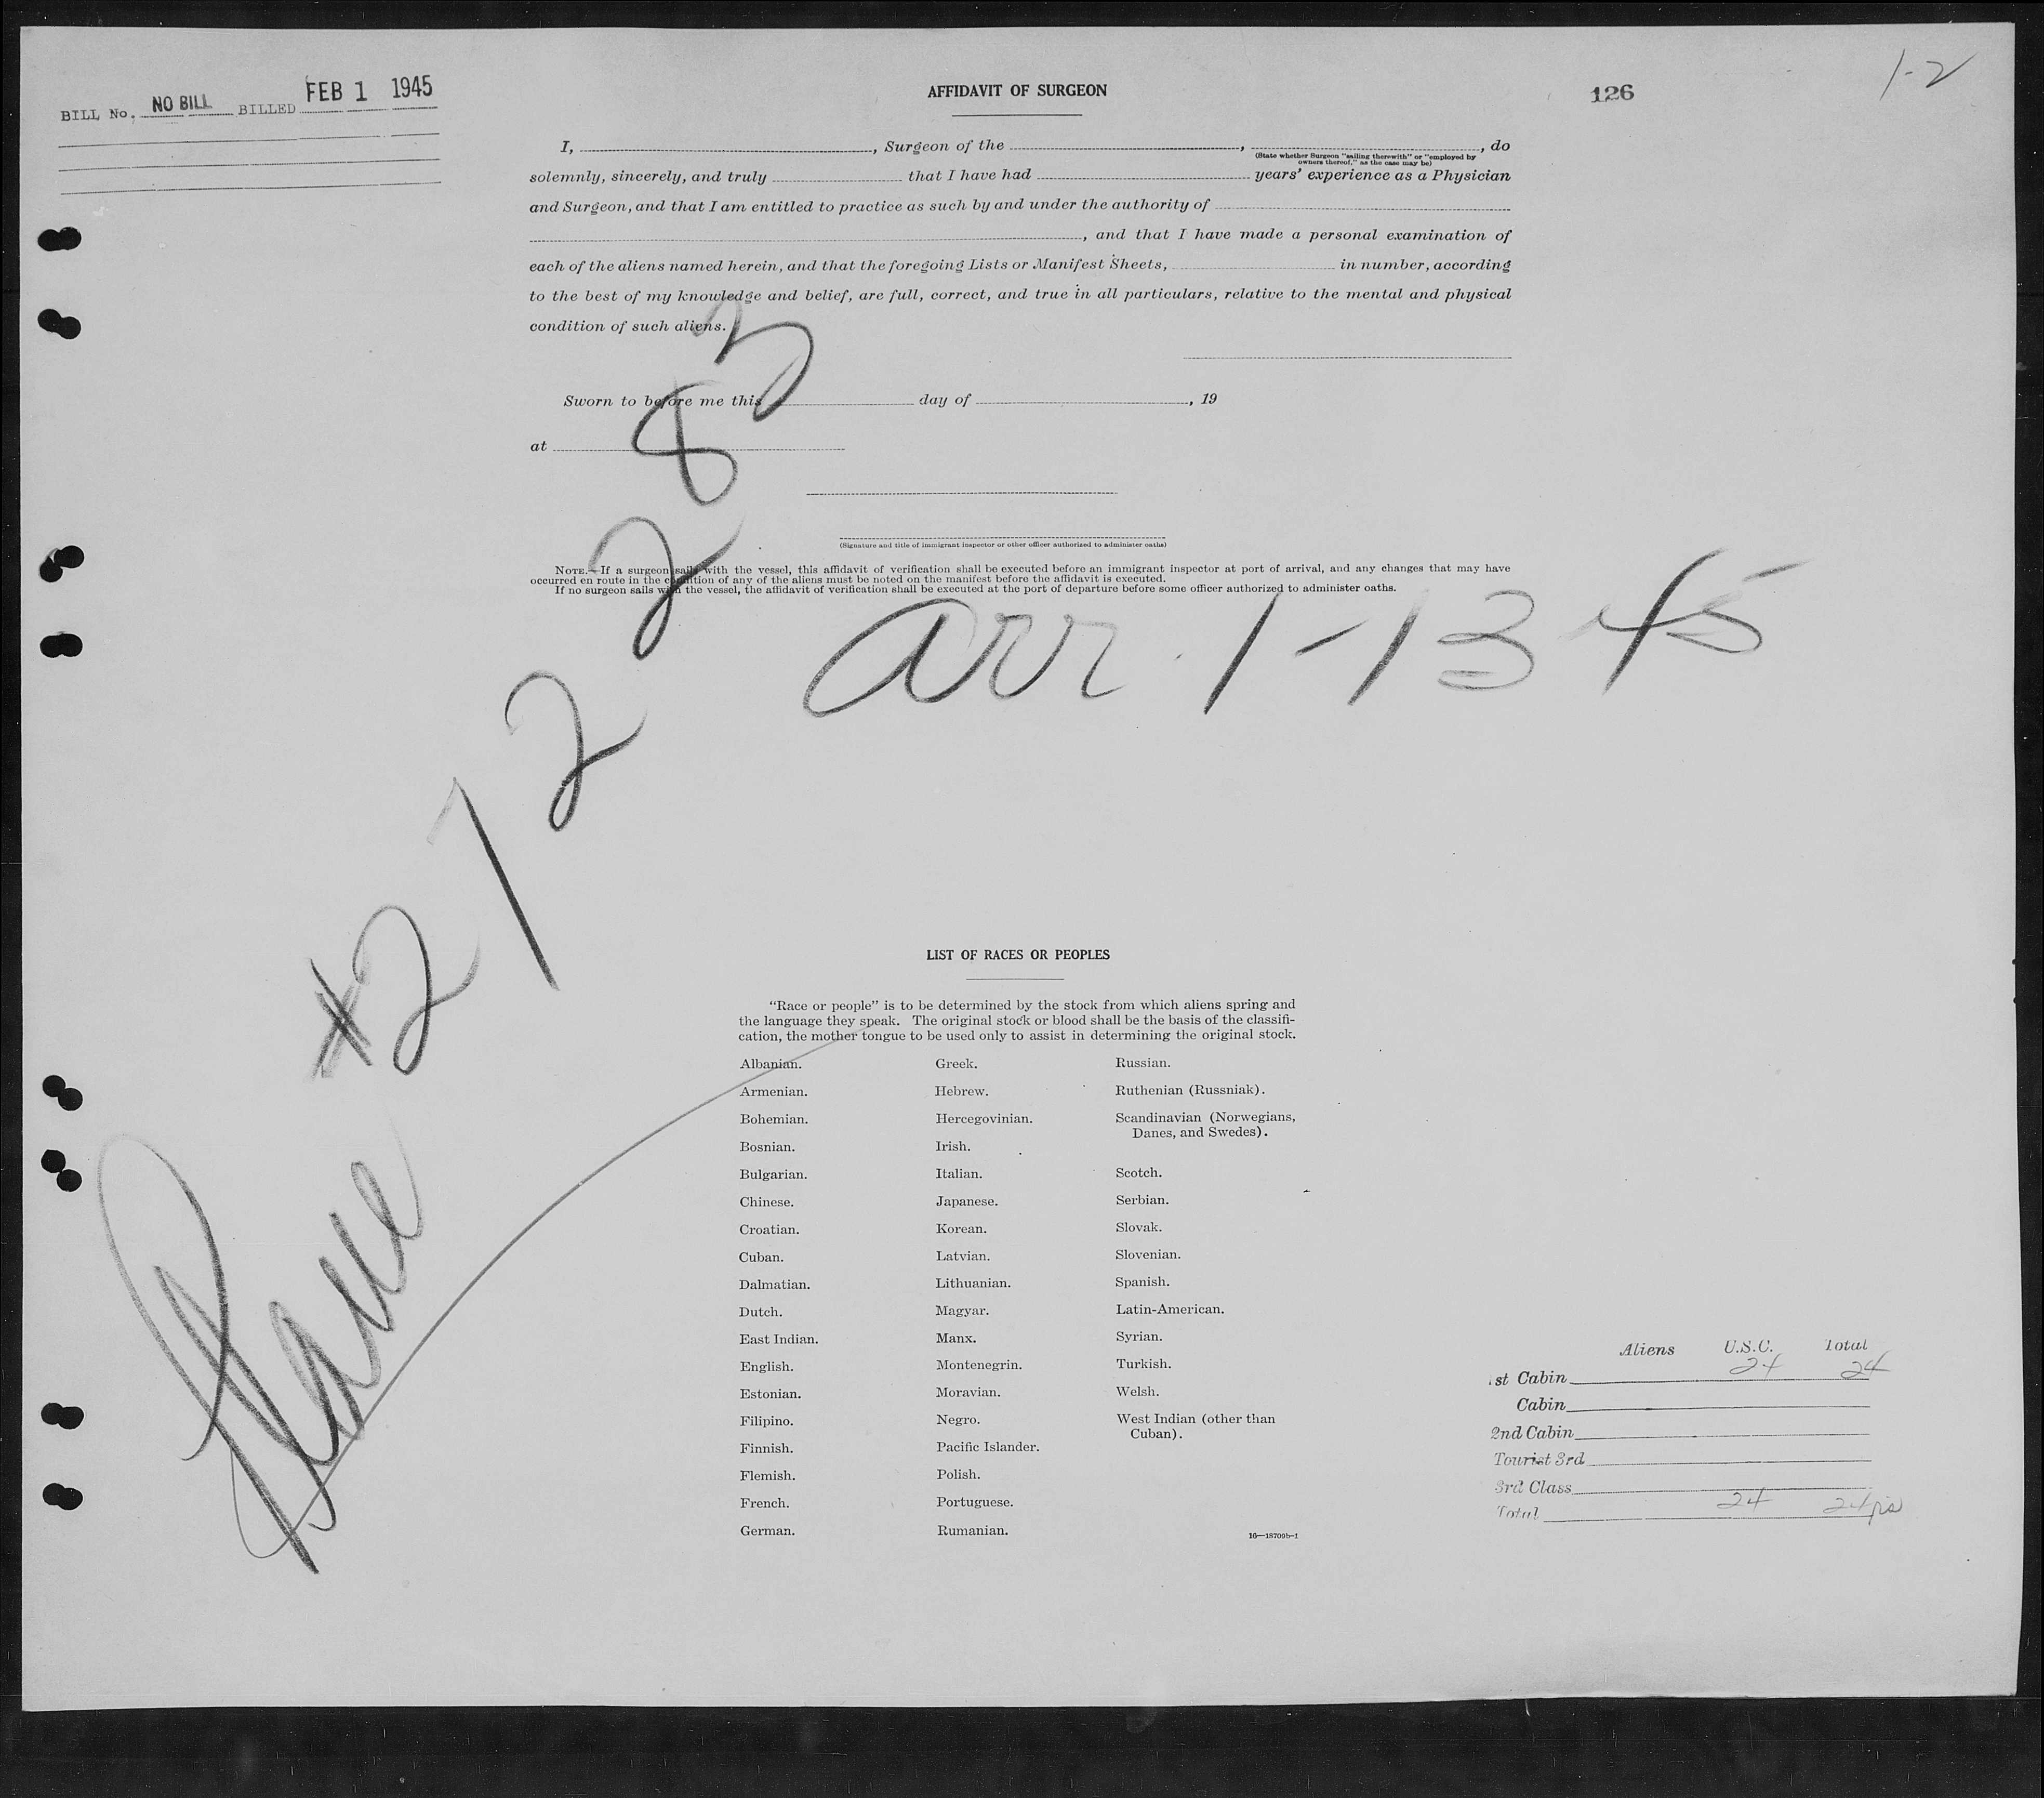 BILL No. NO BILL BILLED FEB 1 1945
AFFIDAVIT OF SURGEON
126
1-2
I, , Surgeon of the , , do
(State whether Surgeon "sailing therewith" or "employed by
owners thereof," as the case may be)
solemnly, sincerely, and truly that I have had years' experience as a Physician
and Surgeon, and that I am entitled to practice as such by and under the authority of
, and that I have made a personal examination of
each of the aliens named herein, and that the foregoing Lists or Manifest Sheets, in number, according
to the best of my knowledge and belief, are full, correct, and true in all particulars, relative to the mental and physical
condition of such aliens.
Sworn to before me this day of , 19
at
(Signature and title of immigrant inspector or other officer authorized to administer oaths)
NOTE.—If a surgeon sails with the vessel, this affidavit of verification shall be executed before an immigrant inspector at port of arrival, and any changes that may have
occurred en route in the condition of any of the aliens must be noted on the manifest before the affidavit is executed.
If no surgeon sails with the vessel, the affidavit of verification shall be executed at the port of departure before some officer authorized to administer oaths.
arr 1-13 45
Plane #272283
LIST OF RACES OR PEOPLES
"Race or people" is to be determined by the stock from which aliens spring and
the language they speak. The original stock or blood shall be the basis of the classifi-
cation, the mother tongue to be used only to assist in determining the original stock.
Albanian.
Armenian.
Bohemian.
Bosnian.
Bulgarian.
Chinese.
Croatian.
Cuban.
Dalmatian.
Dutch.
East Indian.
English.
Estonian.
Filipino.
Finnish.
Flemish.
French.
German.
Greek.
Hebrew.
Hercegovinian.
Irish.
Italian.
Japanese.
Korean.
Latvian.
Lithuanian.
Magyar.
Manx.
Montenegrin.
Moravian.
Negro.
Pacific Islander.
Polish.
Portuguese.
Rumanian.
Russian.
Ruthenian (Russniak).
Scandinavian (Norwegians,
Danes, and Swedes).
Scotch.
Serbian.
Slovak.
Slovenian.
Spanish.
Latin-American.
Syrian.
Turkish.
Welsh.
West Indian (other than
Cuban).
16—18709b-1
Aliens U.S.C. Total
1st Cabin 24 24
Cabin
2nd Cabin
Tourist 3rd
3rd Class
Total 24 24